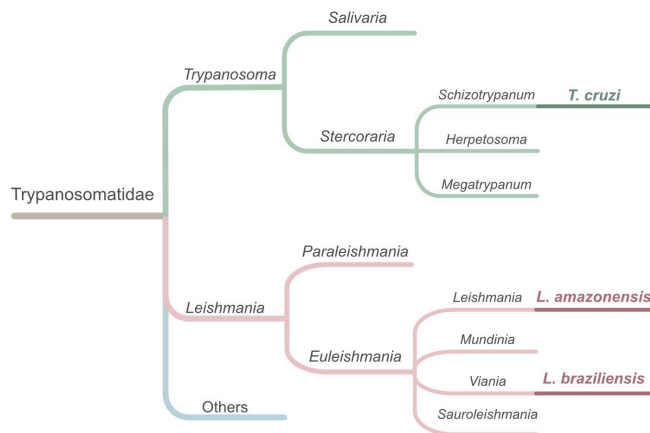 Salivaria
Trypanosoma
Schizotrypanum
T. cruzi
Stercoraria
Herpetosoma
Megatrypanum
Trypanosomatidae
Paraleishmania
Leishmania
Leishmania
L. amazonensis
Euleishmania
Mundinia
Viania
L. braziliensis
Others
Sauroleishmania